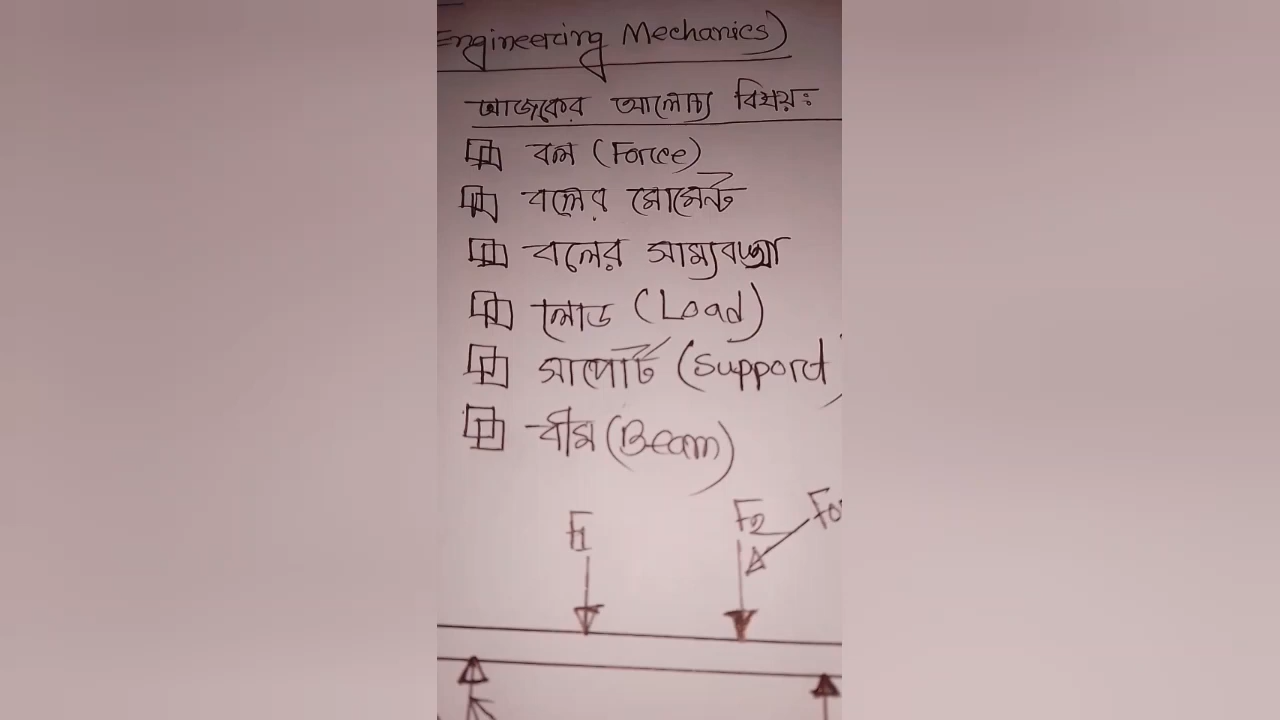 Engineering Mechanics)
আজকের আলোচ্য বিষয়ঃ
বল (Force)
বলের মোমেন্ট
বলের সাম্যবস্থা
লোড (Load)
সাপোর্ট (Support)
বীম (Beam)
F1
F2